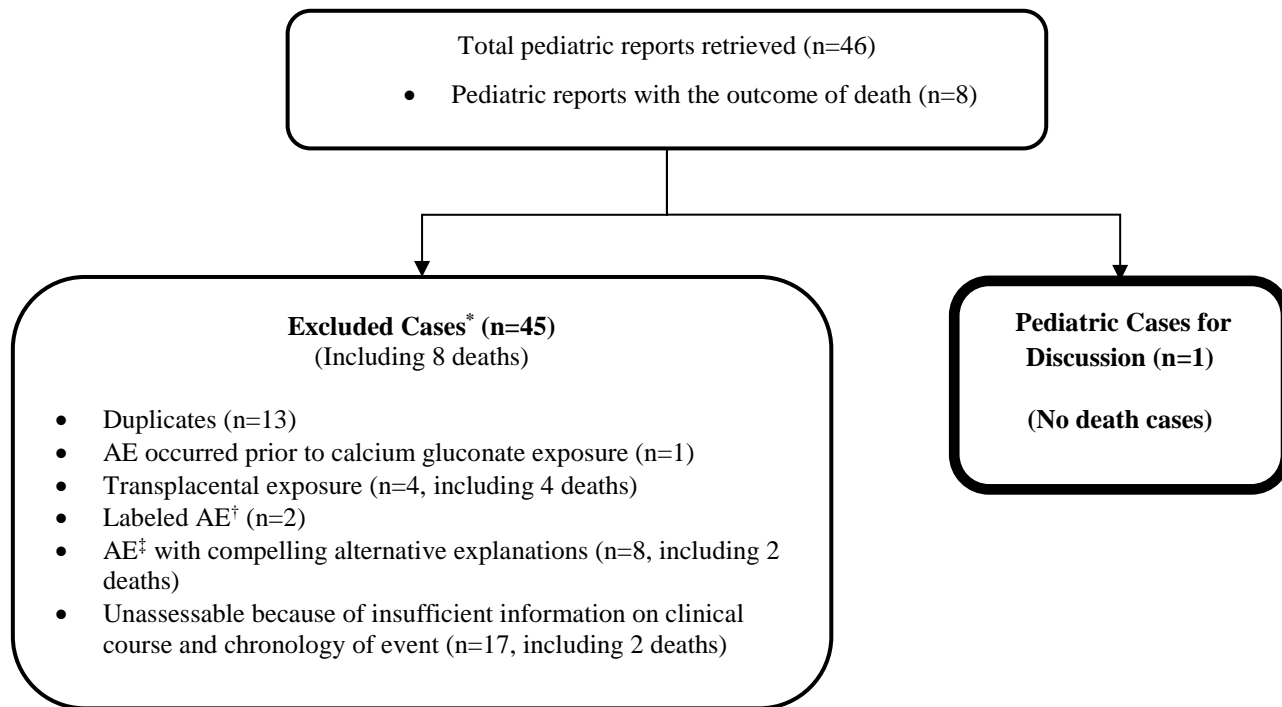 Total pediatric reports retrieved (n=46)
• Pediatric reports with the outcome of death (n=8)
Excluded Cases* (n=45)
(Including 8 deaths)
• Duplicates (n=13)
• AE occurred prior to calcium gluconate exposure (n=1)
• Transplacental exposure (n=4, including 4 deaths)
• Labeled AE† (n=2)
• AE‡ with compelling alternative explanations (n=8, including 2
deaths)
• Unassessable because of insufficient information on clinical
course and chronology of event (n=17, including 2 deaths)
Pediatric Cases for
Discussion (n=1)
(No death cases)